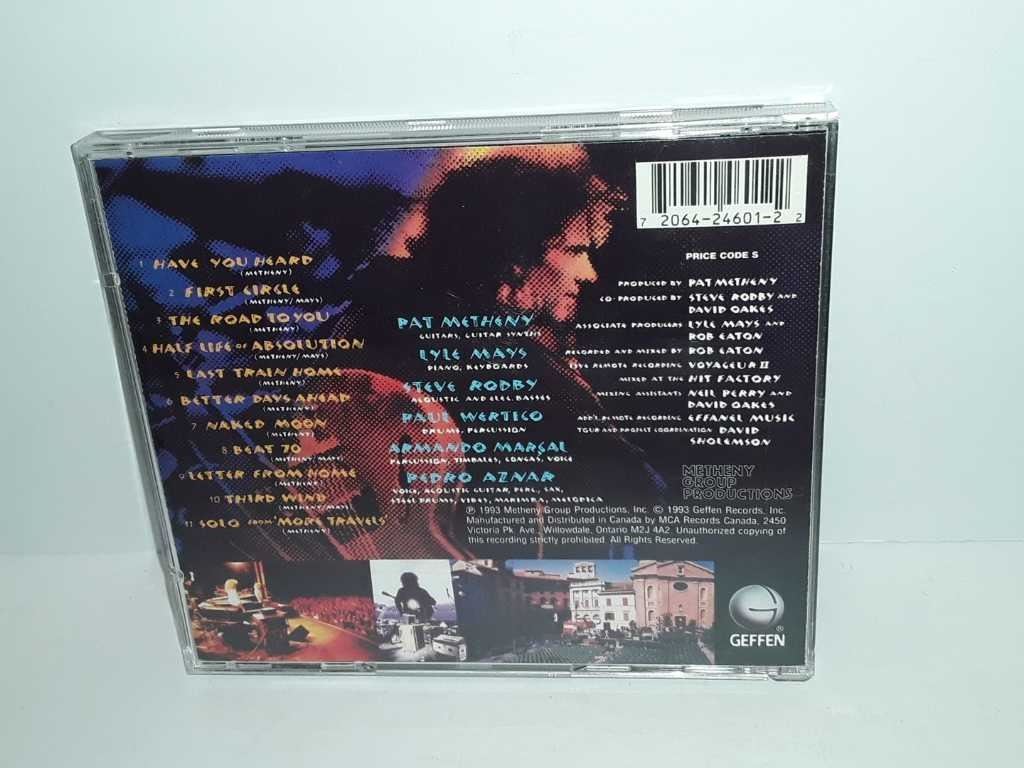 7 2064-24601-2 2
PRICE CODE S
1 HAVE YOU HEARD
(METHENY)
2 FIRST CIRCLE
(METHENY/MAYS)
3 THE ROAD TO YOU
(METHENY)
4 HALF LIFE OF ABSOLUTION
(METHENY/MAYS)
5 LAST TRAIN HOME
(METHENY)
6 BETTER DAYS AHEAD
(METHENY)
7 NAKED MOON
(METHENY)
8 BEAT 70
(METHENY/MAYS)
9 LETTER FROM HOME
(METHENY)
10 THIRD WIND
(METHENY/MAYS)
11 SOLO FROM 'MORE TRAVELS'
(METHENY)
PAT METHENY
GUITARS, GUITAR SYNTHS
LYLE MAYS
PIANO, KEYBOARDS
STEVE RODBY
ACOUSTIC AND ELEC. BASSES
PAUL WERTICO
DRUMS, PERCUSSION
ARMANDO MARÇAL
PERCUSSION, TIMBALES, CONGAS, VOICE
PEDRO AZNAR
VOICE, ACOUSTIC GUITAR, PERC., SAX,
STEEL DRUMS, VIBES, MARIMBA, MELODICA
PRODUCED BY PAT METHENY
CO-PRODUCED BY STEVE RODBY AND
DAVID OAKES
ASSOCIATE PRODUCERS LYLE MAYS AND
ROB EATON
RECORDED AND MIXED BY ROB EATON
LIVE REMOTE RECORDING VOYAGEUR II
MIXED AT THE HIT FACTORY
MIXING ASSISTANTS NEIL PERRY AND
DAVID OAKES
ADD'L REMOTE RECORDING EFFANEL MUSIC
TOUR AND PROJECT COORDINATION DAVID
SHOLEMSON
METHENY
GROUP
PRODUCTIONS
℗ 1993 Metheny Group Productions, Inc. © 1993 Geffen Records, Inc.
Manufactured and Distributed in Canada by MCA Records Canada, 2450
Victoria Pk. Ave., Willowdale, Ontario M2J 4A2. Unauthorized copying of
this recording strictly prohibited. All Rights Reserved.
GEFFEN
®